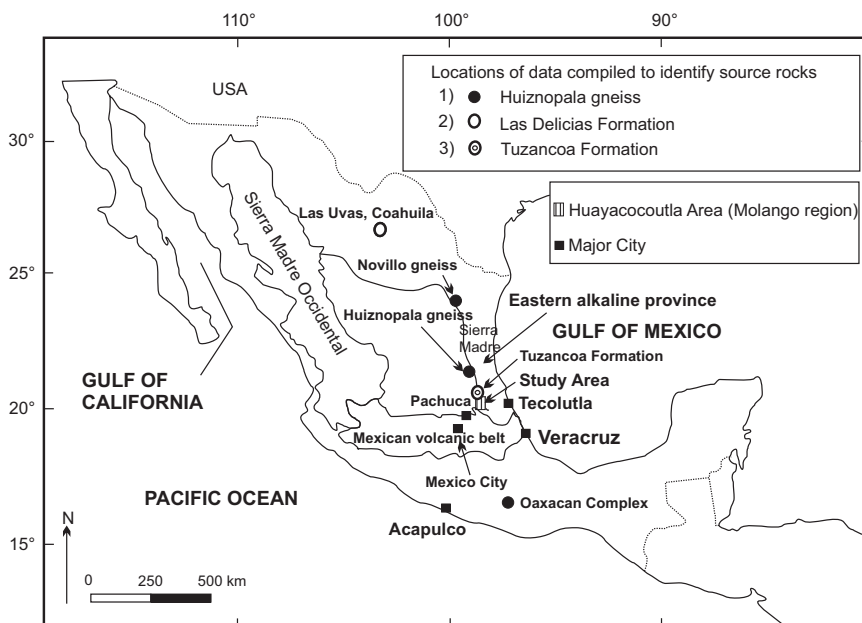 110°
100°
90°
USA
Locations of data compiled to identify source rocks
1) Huiznopala gneiss
2) Las Delicias Formation
3) Tuzancoa Formation
30°
Huayacocoutla Area (Molango region)
Major City
Sierra Madre Occidental
Las Uvas, Coahuila
25°
Novillo gneiss
Eastern alkaline province
Huiznopala gneiss
Sierra
Madre
GULF OF MEXICO
Tuzancoa Formation
Study Area
GULF OF
CALIFORNIA
20°
Pachuca
Tecolutla
Mexican volcanic belt
Veracruz
Mexico City
PACIFIC OCEAN
Oaxacan Complex
Acapulco
N
15°
0 250 500 km